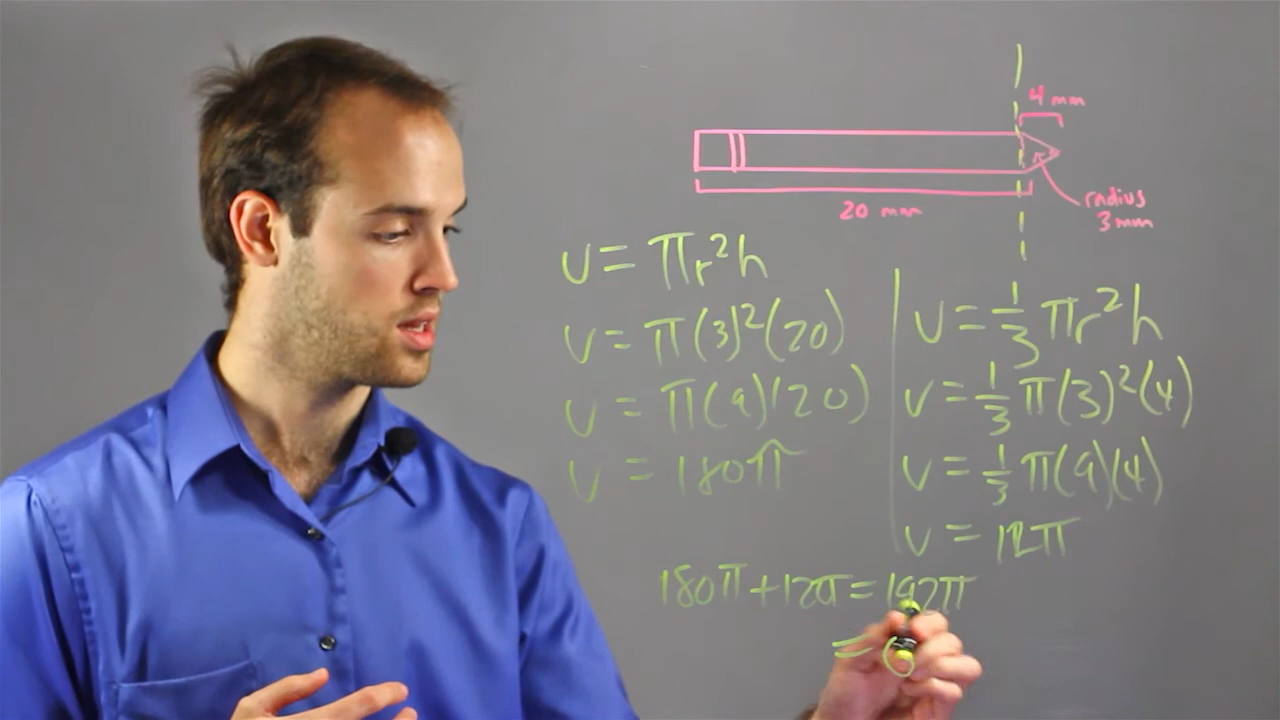 4 mm
20 mm
radius
3 mm
V = πr²h
V = π(3)²(20)
V = π(9)(20)
V = 180π
V = 1/3 πr²h
V = 1/3 π(3)²(4)
V = 1/3 π(9)(4)
V = 12π
180π + 12π = 192π
= 6